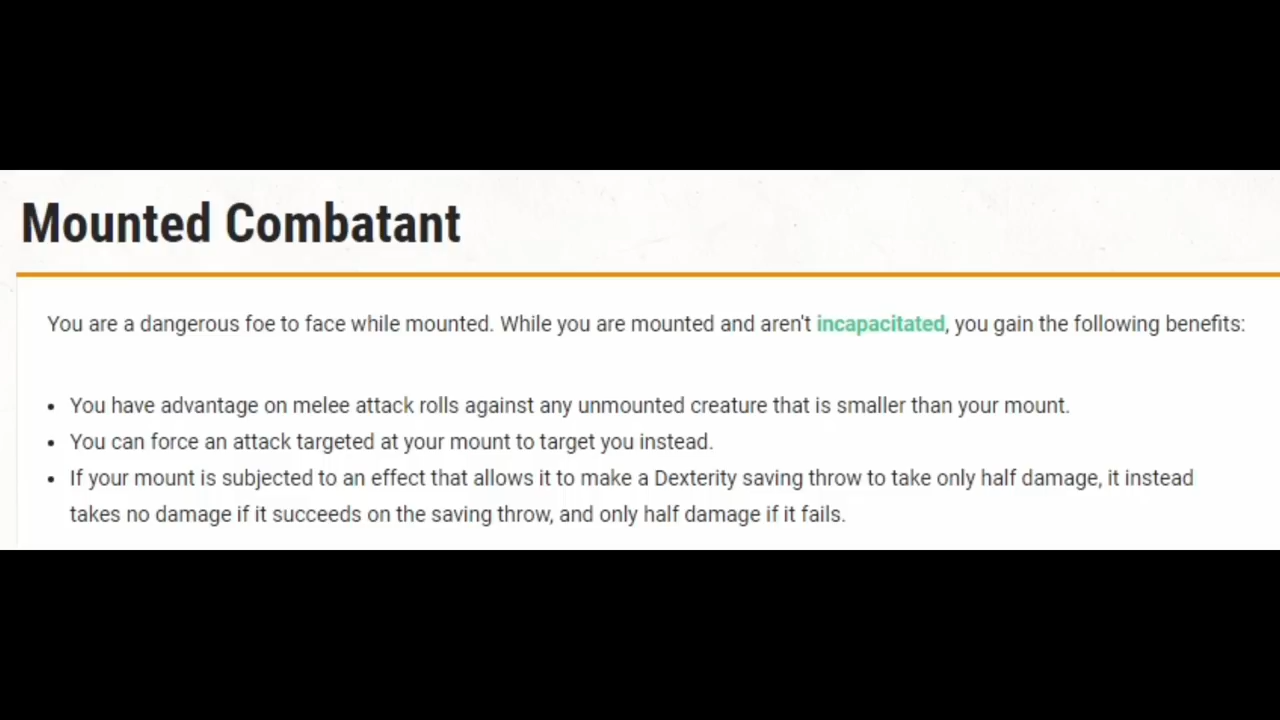 Mounted Combatant
You are a dangerous foe to face while mounted. While you are mounted and aren't incapacitated, you gain the following benefits:
• You have advantage on melee attack rolls against any unmounted creature that is smaller than your mount.
• You can force an attack targeted at your mount to target you instead.
• If your mount is subjected to an effect that allows it to make a Dexterity saving throw to take only half damage, it instead
takes no damage if it succeeds on the saving throw, and only half damage if it fails.